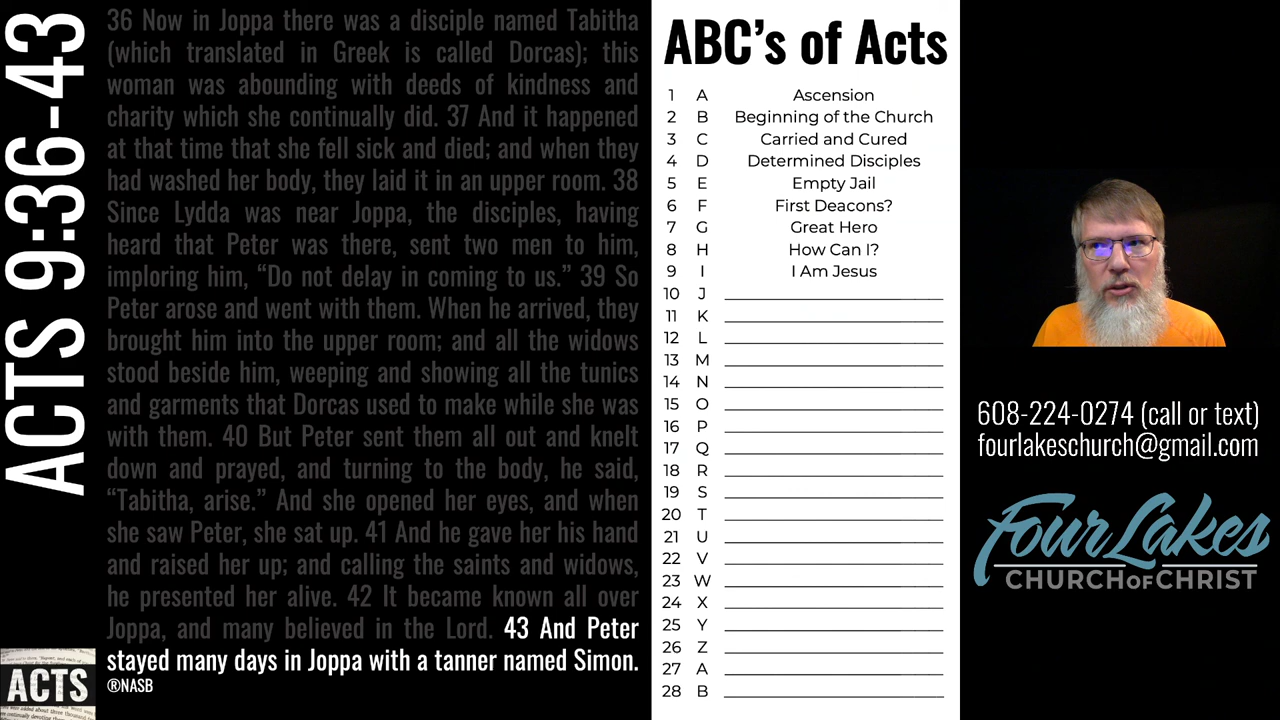 ACTS 9:36-43
36 Now in Joppa there was a disciple named Tabitha
(which translated in Greek is called Dorcas); this
woman was abounding with deeds of kindness and
charity which she continually did. 37 And it happened
at that time that she fell sick and died; and when they
had washed her body, they laid it in an upper room. 38
Since Lydda was near Joppa, the disciples, having
heard that Peter was there, sent two men to him,
imploring him, “Do not delay in coming to us.” 39 So
Peter arose and went with them. When he arrived, they
brought him into the upper room; and all the widows
stood beside him, weeping and showing all the tunics
and garments that Dorcas used to make while she was
with them. 40 But Peter sent them all out and knelt
down and prayed, and turning to the body, he said,
“Tabitha, arise.” And she opened her eyes, and when
she saw Peter, she sat up. 41 And he gave her his hand
and raised her up; and calling the saints and widows,
he presented her alive. 42 It became known all over
Joppa, and many believed in the Lord. 43 And Peter
stayed many days in Joppa with a tanner named Simon.
®NASB
ACTS
ABC’s of Acts
1 A Ascension
2 B Beginning of the Church
3 C Carried and Cured
4 D Determined Disciples
5 E Empty Jail
6 F First Deacons?
7 G Great Hero
8 H How Can I?
9 I I Am Jesus
10 J
11 K
12 L
13 M
14 N
15 O
16 P
17 Q
18 R
19 S
20 T
21 U
22 V
23 W
24 X
25 Y
26 Z
27 A
28 B
608-224-0274 (call or text)
fourlakeschurch@gmail.com
Four Lakes
CHURCH OF CHRIST